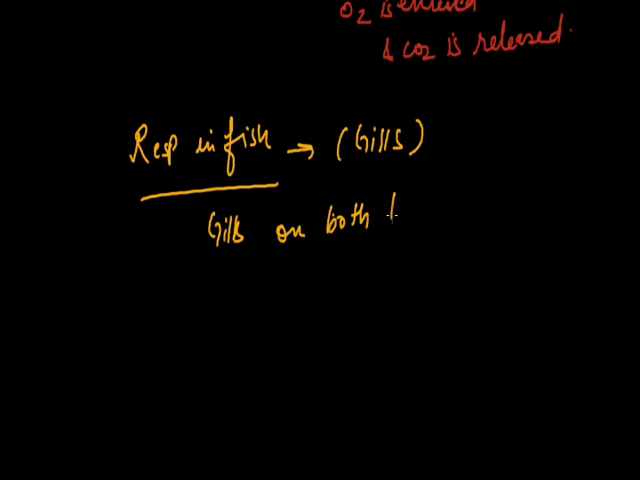 O2 is entered
& CO2 is released.
Resp in fish → (Gills)
Gills on both